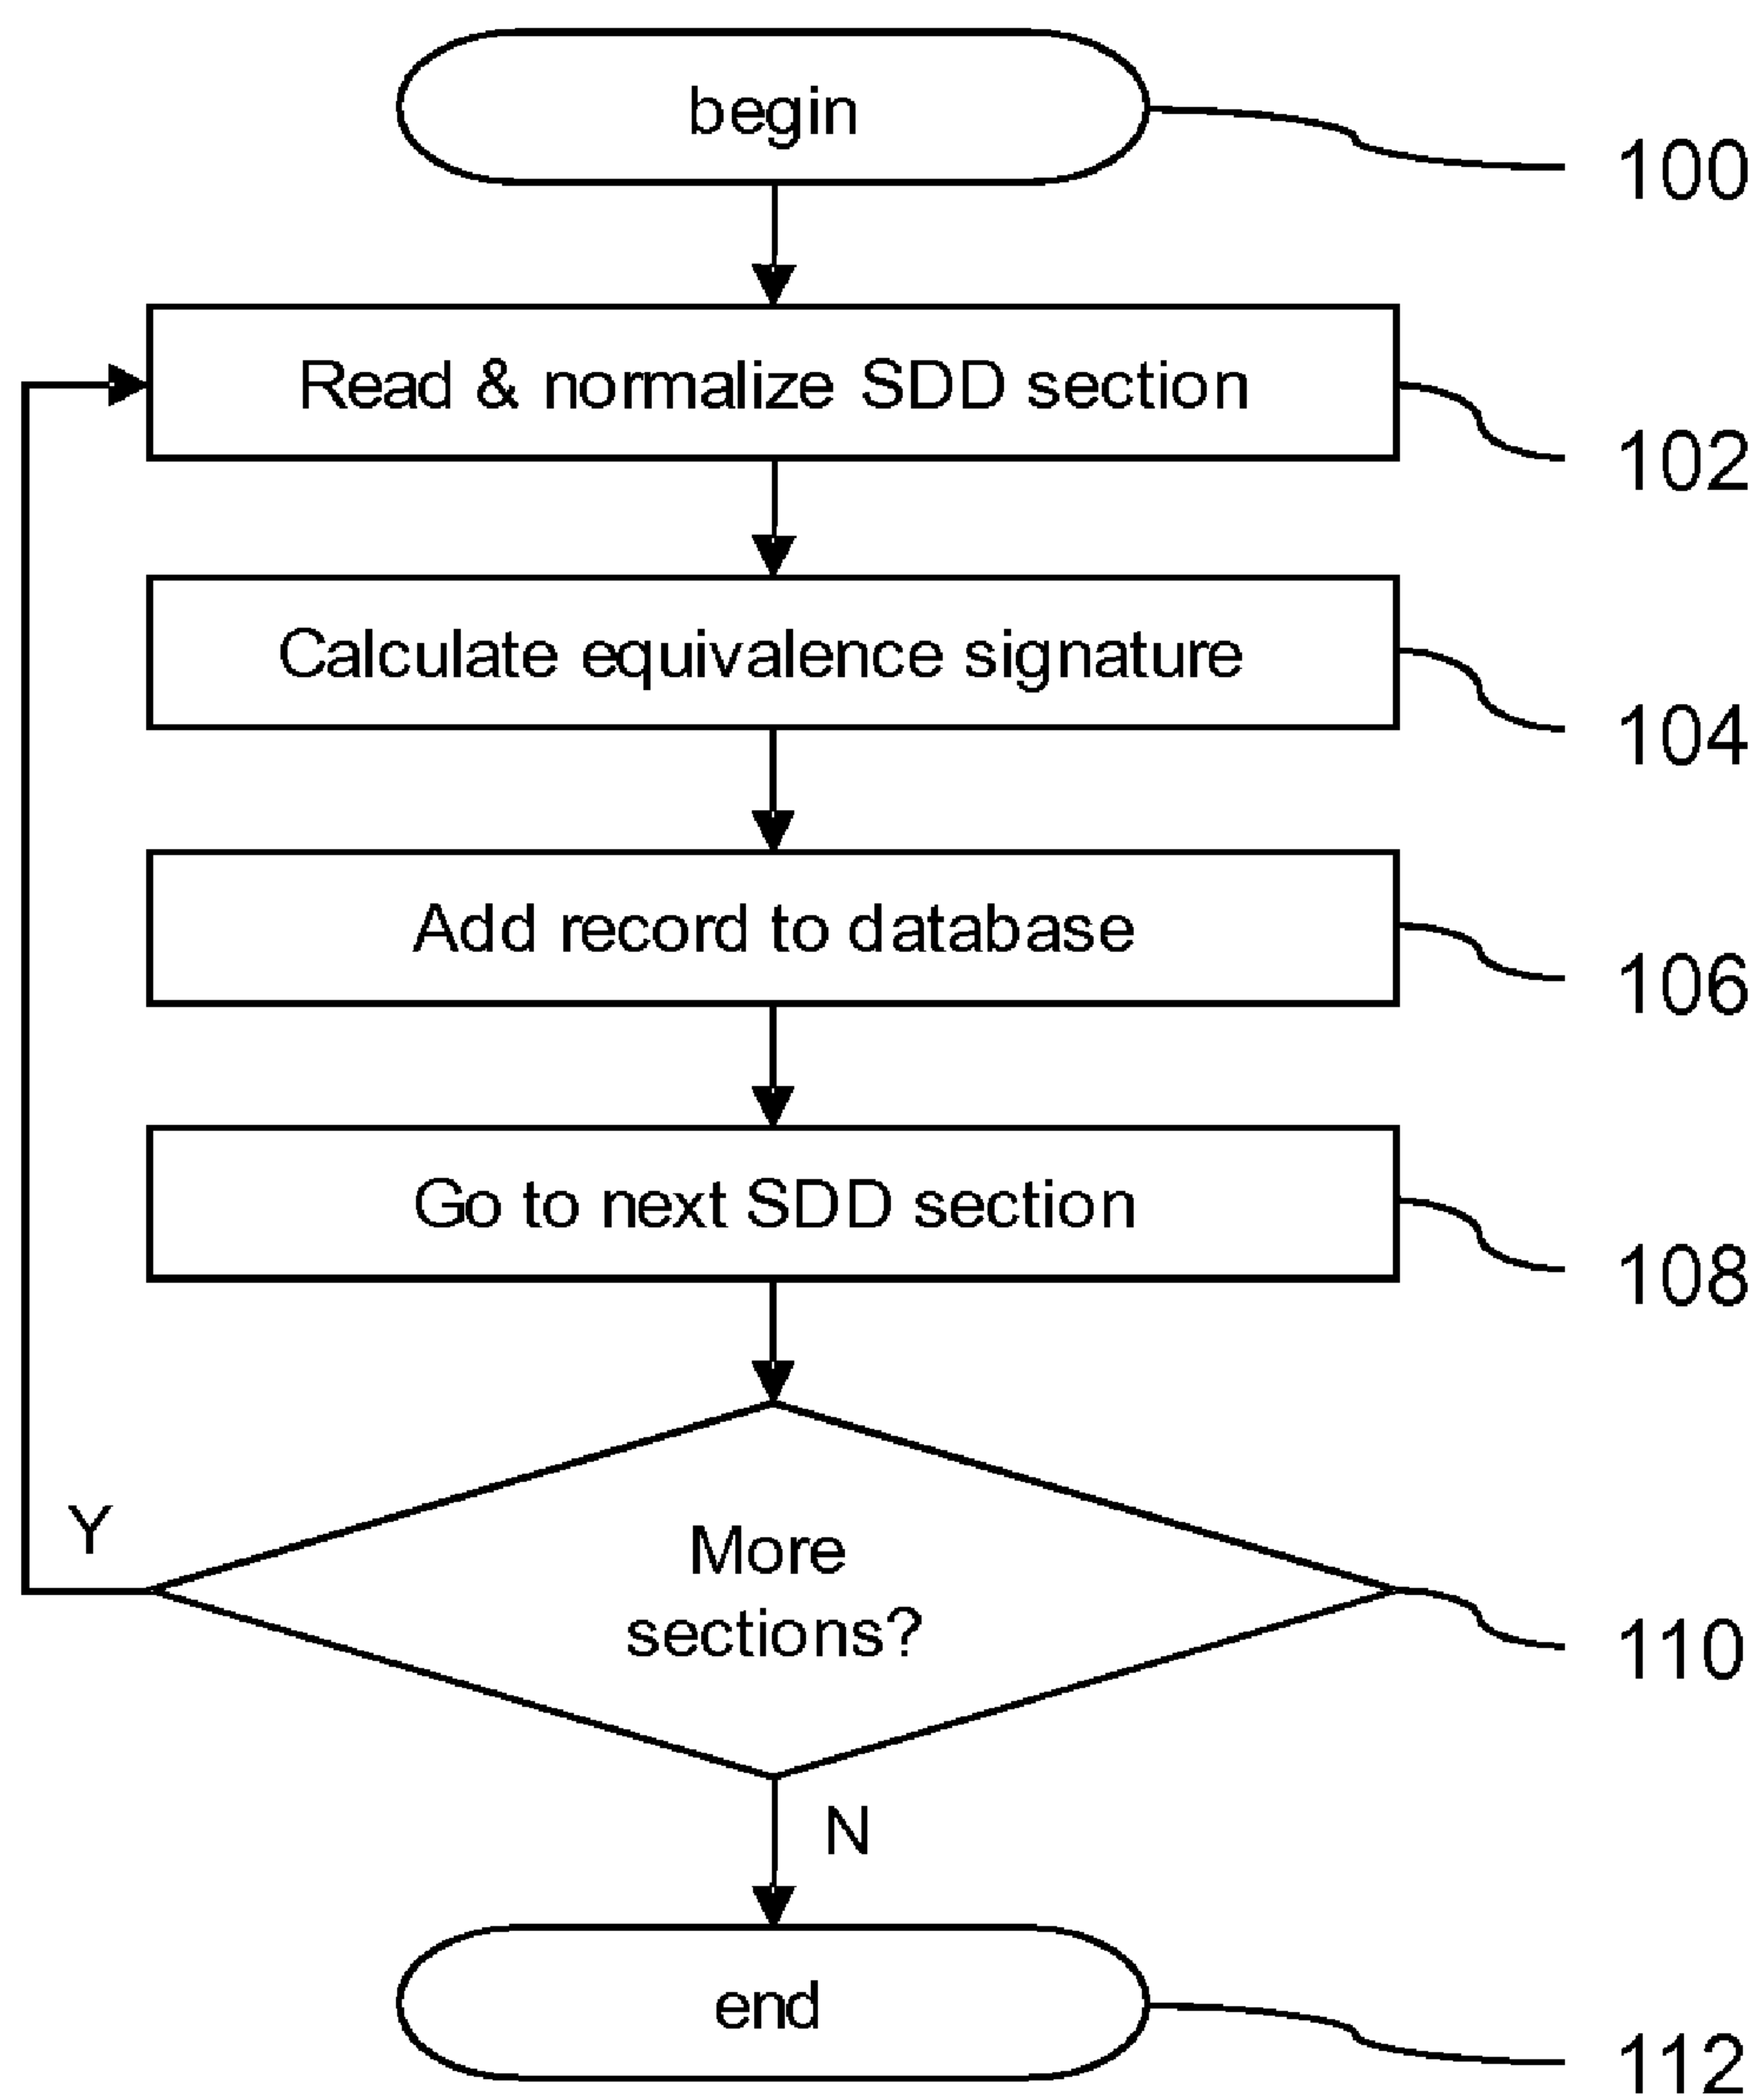 begin
100
Read & normalize SDD section
102
Calculate equivalence signature
104
Add record to database
106
Go to next SDD section
108
Y
More
sections?
110
N
end
112